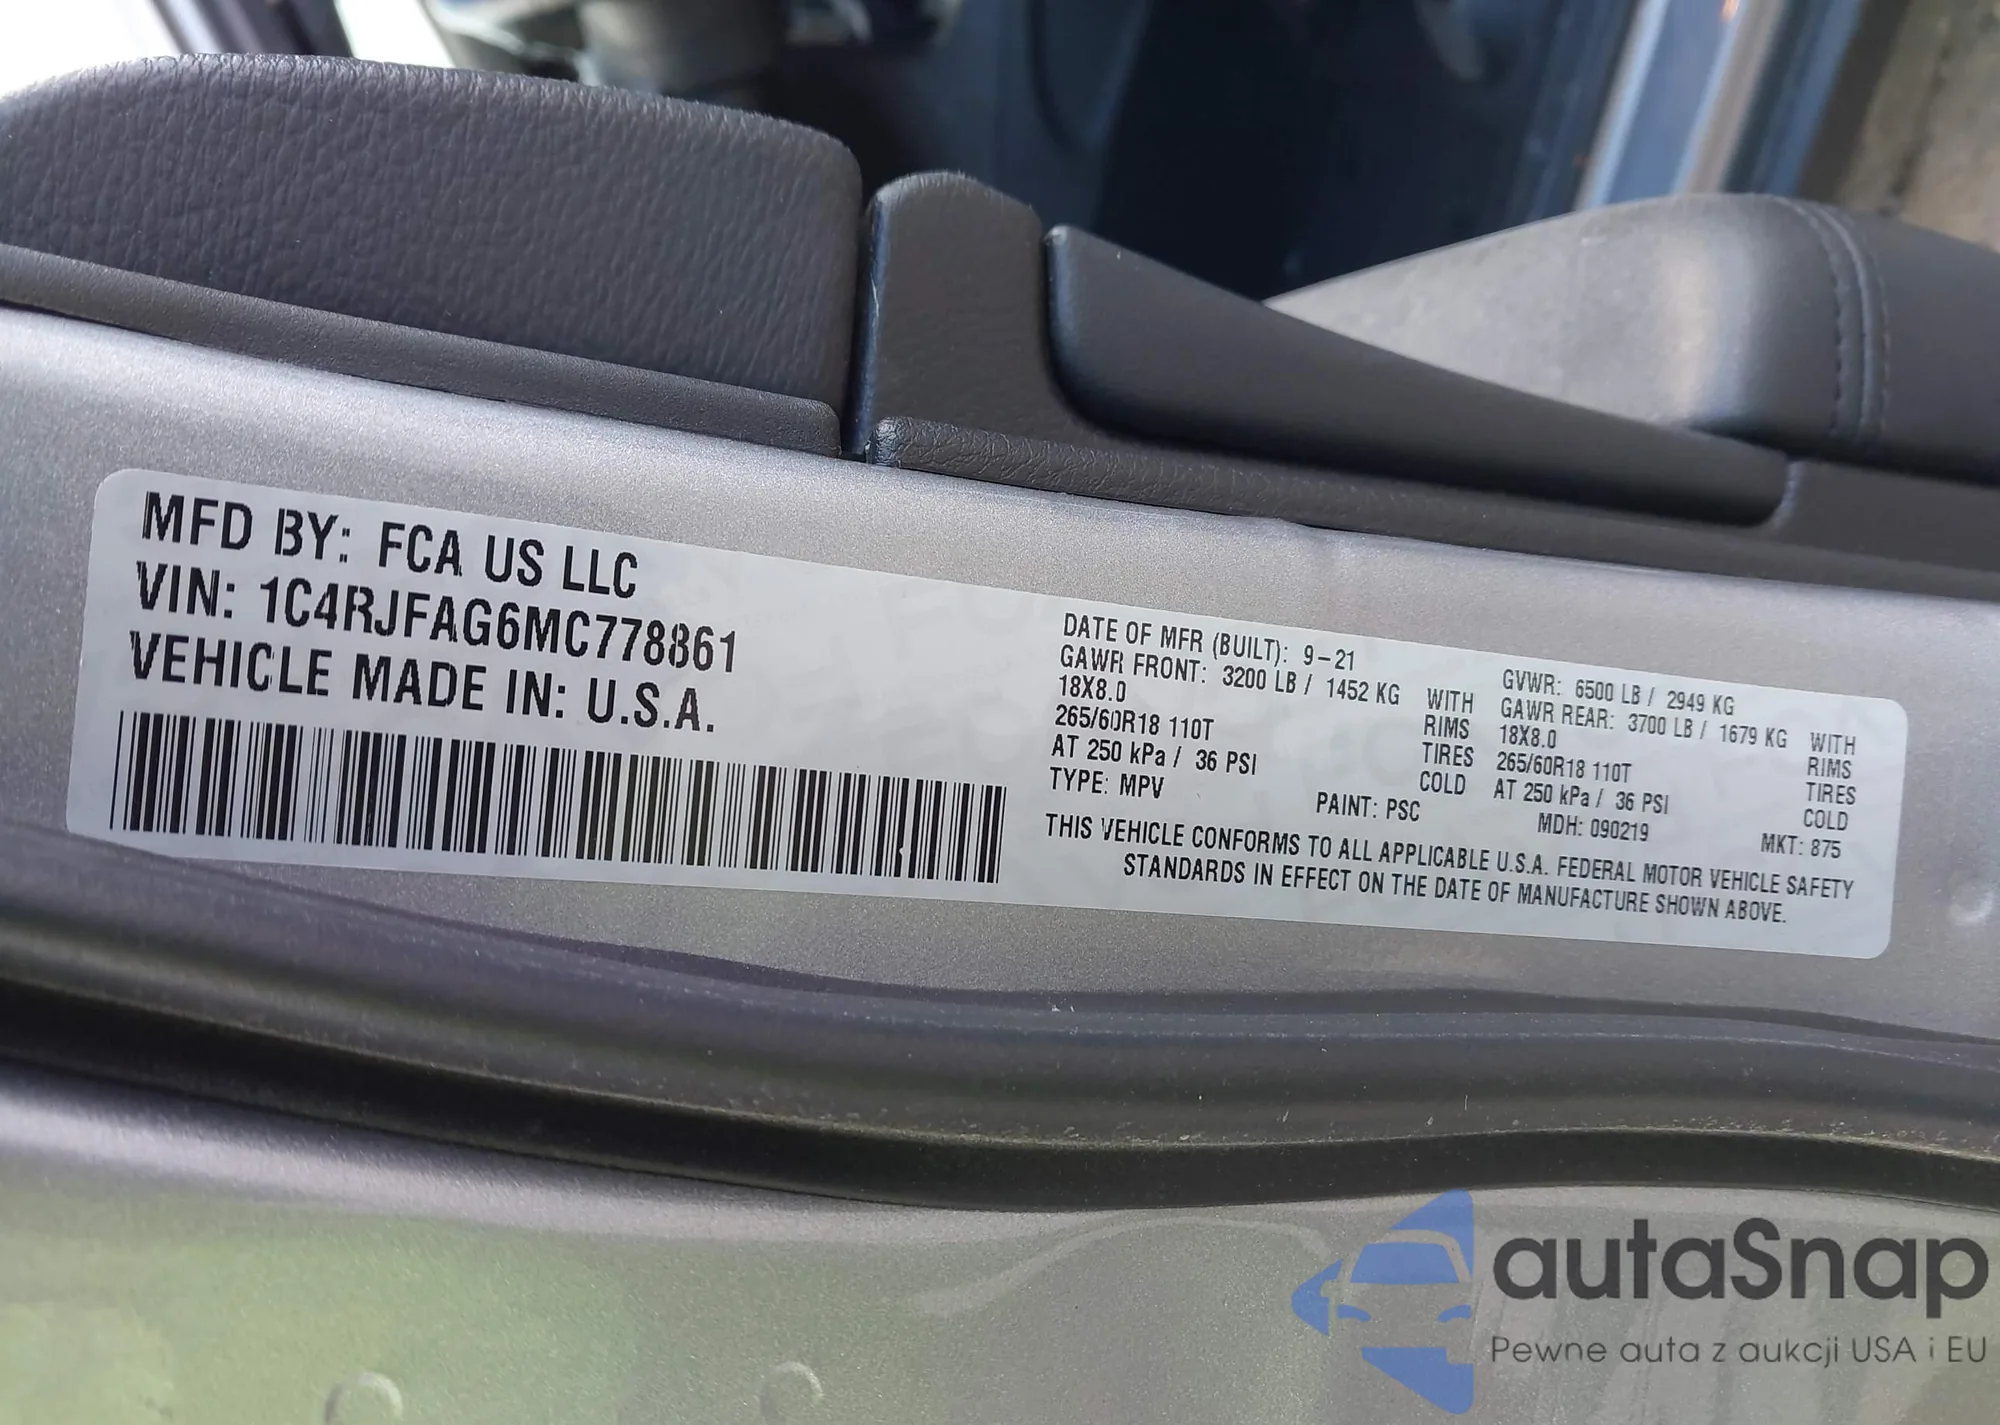 MFD BY: FCA US LLC
VIN: 1C4RJFAG6MC778861
VEHICLE MADE IN: U.S.A.
DATE OF MFR (BUILT): 9-21
GAWR FRONT: 3200 LB / 1452 KG WITH
18X8.0 RIMS
265/60R18 110T TIRES
AT 250 kPa / 36 PSI COLD
GVWR: 6500 LB / 2949 KG
GAWR REAR: 3700 LB / 1679 KG WITH
18X8.0 RIMS
265/60R18 110T TIRES
AT 250 kPa / 36 PSI COLD
TYPE: MPV PAINT: PSC MDH: 090219 MKT: 875
THIS VEHICLE CONFORMS TO ALL APPLICABLE U.S.A. FEDERAL MOTOR VEHICLE SAFETY
STANDARDS IN EFFECT ON THE DATE OF MANUFACTURE SHOWN ABOVE.
autaSnap
Pewne auta z aukcji USA i EU